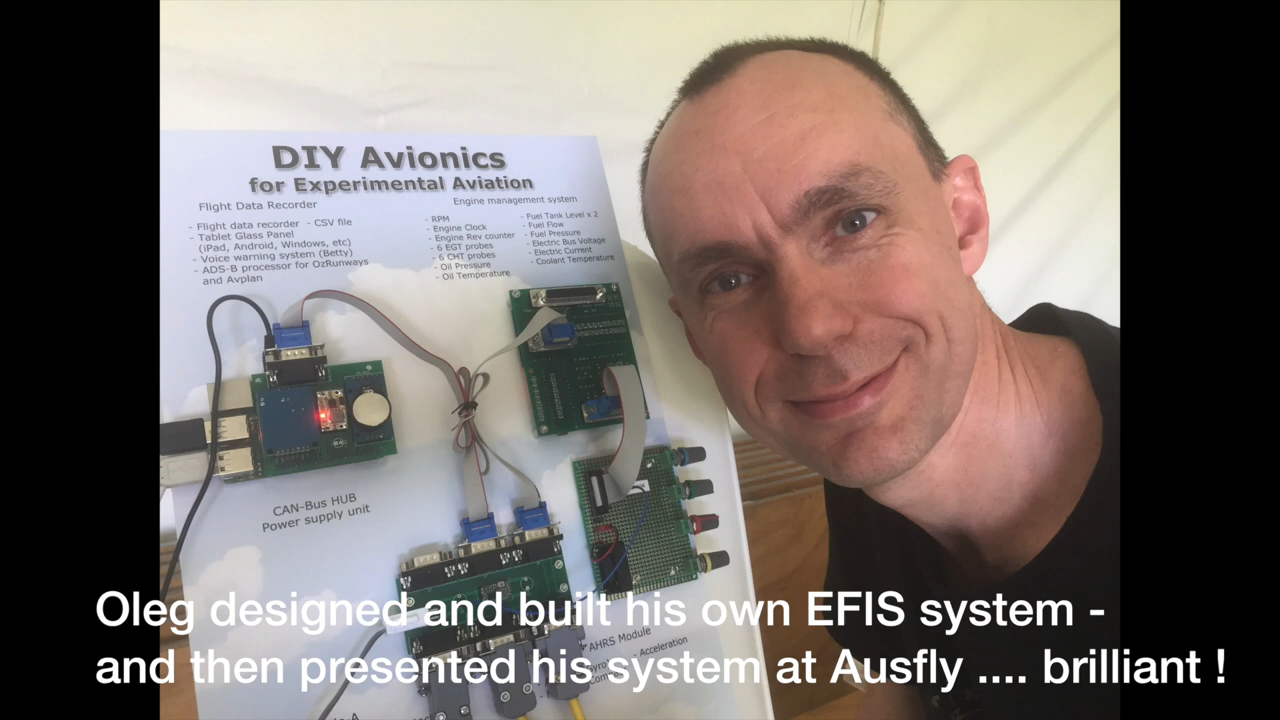 DIY Avionics
for Experimental Aviation
Flight Data Recorder
- Flight data recorder - CSV file
- Tablet Glass Panel
(iPad, Android, Windows, etc)
- Voice warning system (Betty)
- ADS-B processor for OzRunways
and Avplan
Engine management system
- RPM
- Engine Clock
- Engine Rev counter
- 6 EGT probes
- 6 CHT probes
- Oil Pressure
- Oil Temperature
- Fuel Tank Level x 2
- Fuel Flow
- Fuel Pressure
- Electric Bus Voltage
- Electric Current
- Coolant Temperature
CAN-Bus HUB
Power supply unit
AHRS Module
- Acceleration
Oleg designed and built his own EFIS system -
and then presented his system at Ausfly .... brilliant !